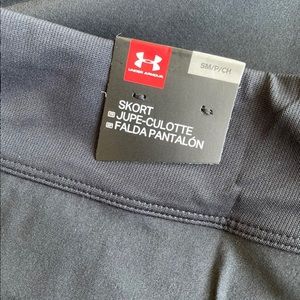 UNDER ARMOUR
SM/P/CH
SKORT
JUPE-CULOTTE
FALDA PANTALÓN